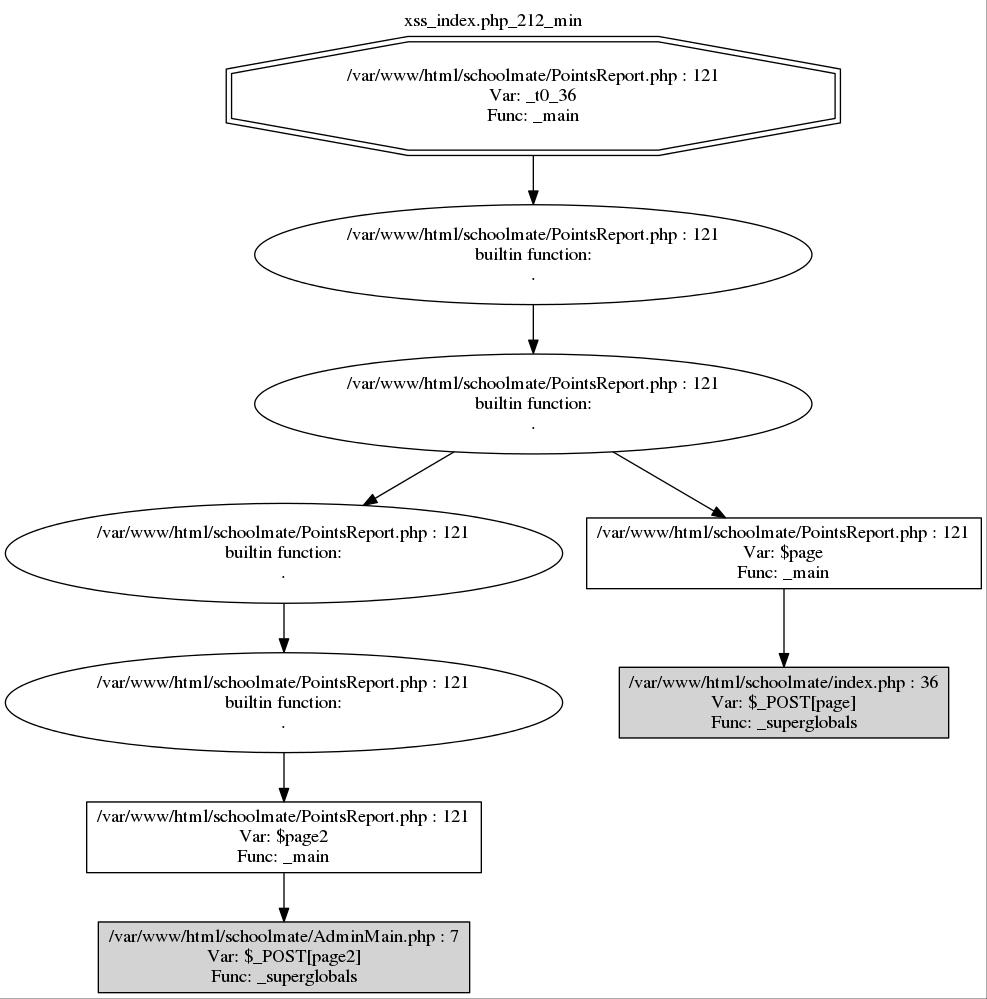 xss_index.php_212_min
/var/www/html/schoolmate/PointsReport.php : 121
Var: _t0_36
Func: _main
/var/www/html/schoolmate/PointsReport.php : 121
builtin function:
.
/var/www/html/schoolmate/PointsReport.php : 121
builtin function:
.
/var/www/html/schoolmate/PointsReport.php : 121
builtin function:
.
/var/www/html/schoolmate/PointsReport.php : 121
Var: $page
Func: _main
/var/www/html/schoolmate/PointsReport.php : 121
builtin function:
.
/var/www/html/schoolmate/index.php : 36
Var: $_POST[page]
Func: _superglobals
/var/www/html/schoolmate/PointsReport.php : 121
Var: $page2
Func: _main
/var/www/html/schoolmate/AdminMain.php : 7
Var: $_POST[page2]
Func: _superglobals